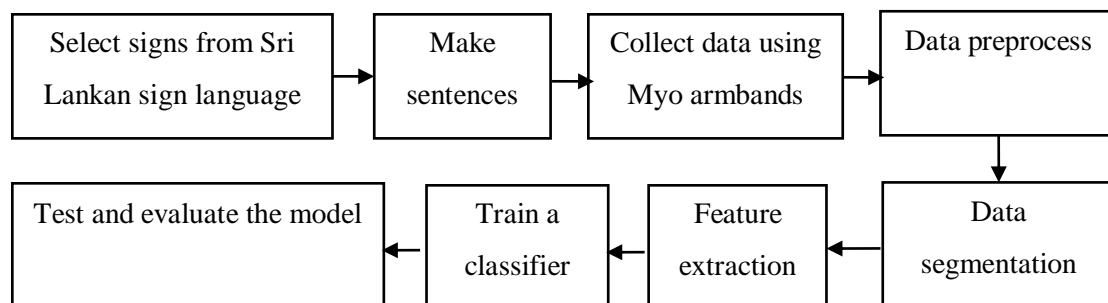 Select signs from Sri
Lankan sign language
Make
sentences
Collect data using
Myo armbands
Data preprocess
Data
segmentation
Feature
extraction
Train a
classifier
Test and evaluate the model